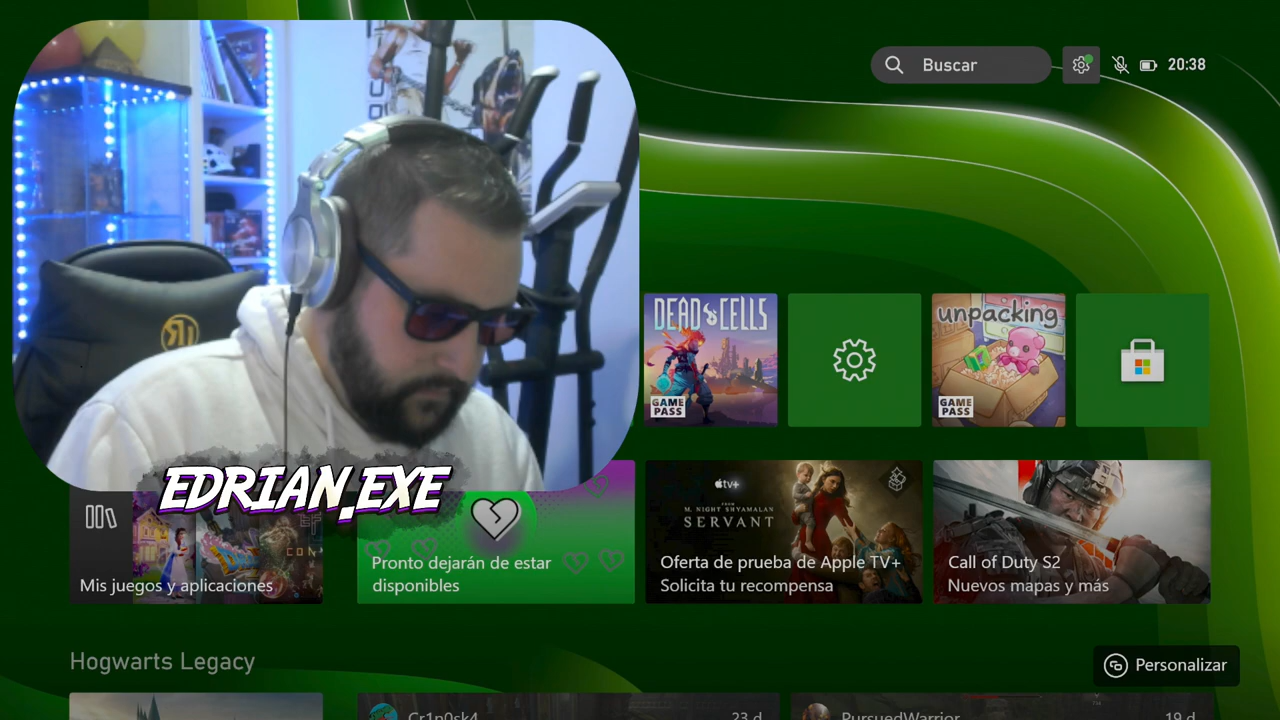 Buscar
20:38
DEAD CELLS
GAME
PASS
unpacking
GAME
PASS
EDRIAN.EXE
Mis juegos y aplicaciones
Pronto dejarán de estar
disponibles
tv+
M. NIGHT SHYAMALAN
SERVANT
Oferta de prueba de Apple TV+
Solicita tu recompensa
Call of Duty S2
Nuevos mapas y más
Hogwarts Legacy
Personalizar
Cr1p0sk4
23 d
PursuedWarrior
19 d